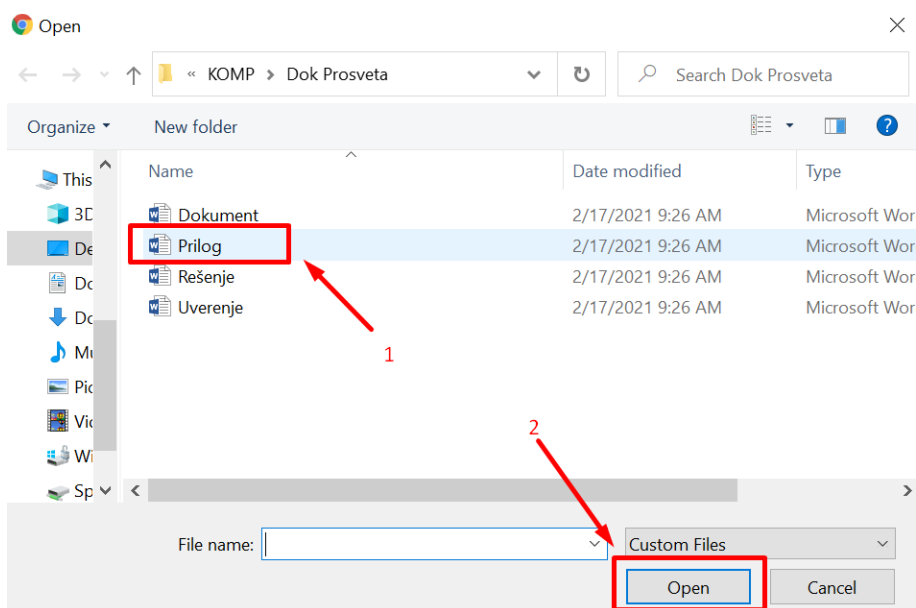 Open
« KOMP > Dok Prosveta
Search Dok Prosveta
Organize
New folder
?
Name
Date modified
Type
This
3D
De
Do
Do
Mu
Pic
Vid
Wi
Sp
Dokument 2/17/2021 9:26 AM Microsoft Wor
Prilog 2/17/2021 9:26 AM Microsoft Wor
Rešenje 2/17/2021 9:26 AM Microsoft Wor
Uverenje 2/17/2021 9:26 AM Microsoft Wor
1
2
File name:
Custom Files
Open
Cancel